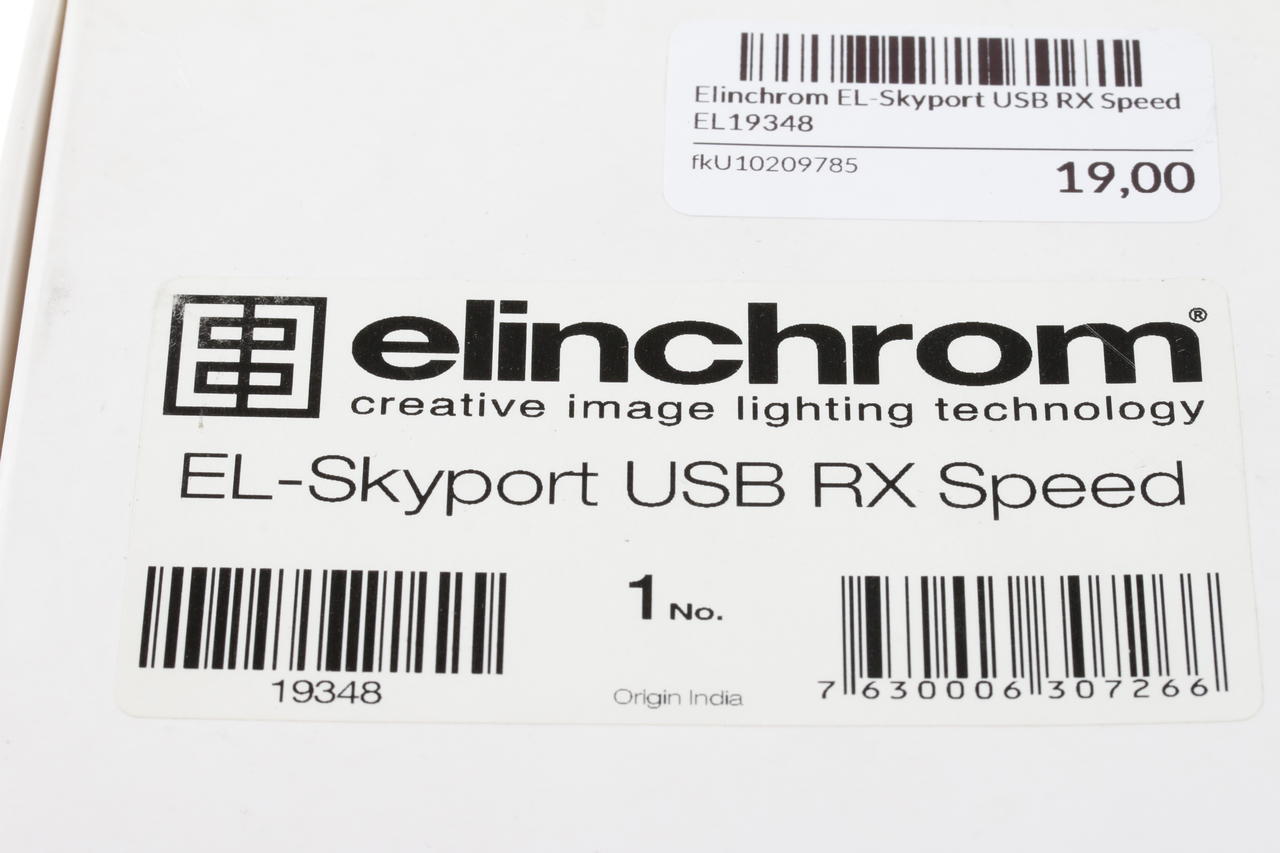 Elinchrom EL-Skyport USB RX Speed
EL19348
fkU10209785
19,00
elinchrom®
creative image lighting technology
EL-Skyport USB RX Speed
1 No.
19348
Origin India
7 630006 307266